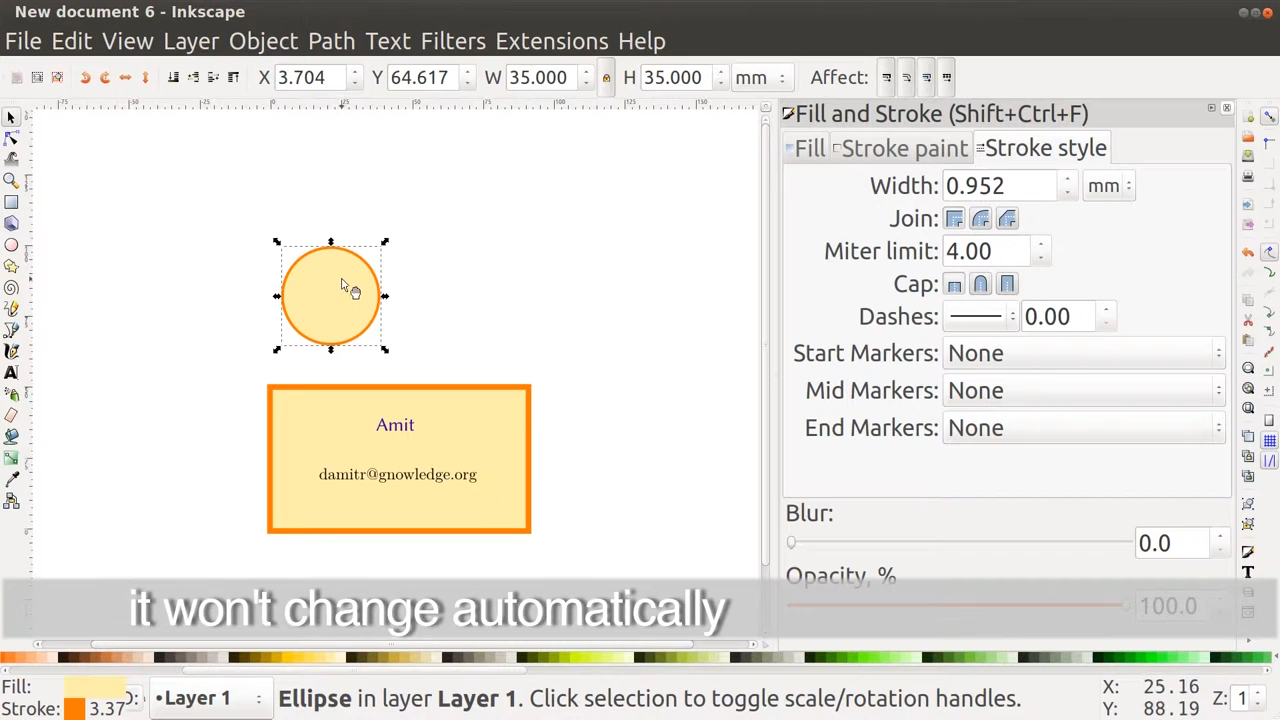 New document 6 - Inkscape
File Edit View Layer Object Path Text Filters Extensions Help
X 3.704 Y 64.617 W 35.000 H 35.000 mm Affect:
Fill and Stroke (Shift+Ctrl+F)
Fill Stroke paint Stroke style
Width: 0.952 mm
Join:
Miter limit: 4.00
Cap:
Dashes: 0.00
Start Markers: None
Mid Markers: None
End Markers: None
Amit
damitr@gnowledge.org
Blur:
0.0
Opacity, %
100.0
it won't change automatically
Fill: O: •Layer 1 Ellipse in layer Layer 1. Click selection to toggle scale/rotation handles. X: 25.16 Z: 1
Stroke: 3.37 Y: 88.19